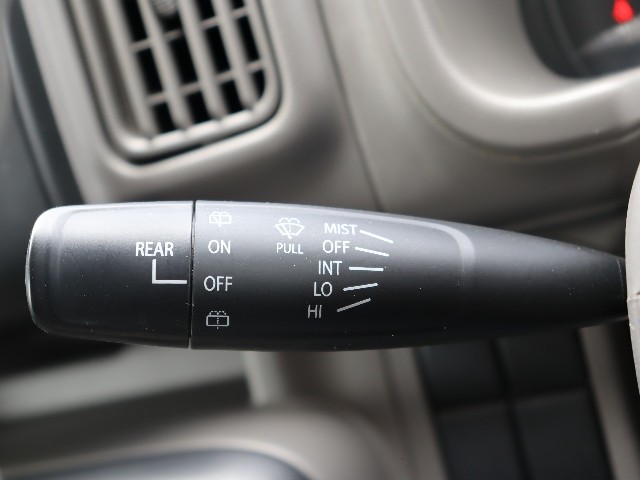 REAR
ON
OFF
PULL
MIST
OFF
INT
LO
HI